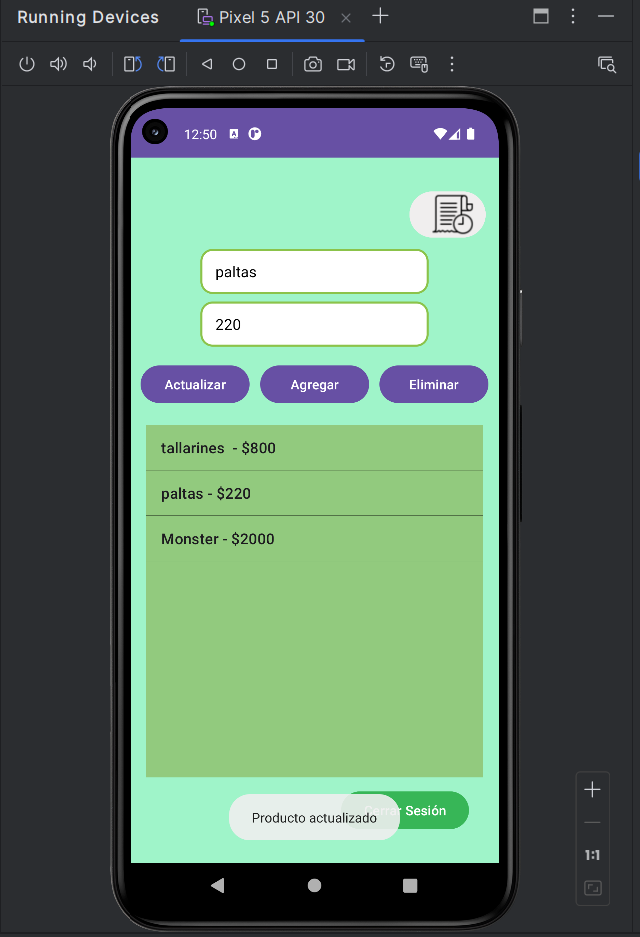 Running Devices
Pixel 5 API 30
12:50
paltas
220
Actualizar
Agregar
Eliminar
tallarines  - $800
paltas - $220
Monster - $2000
Cerrar Sesión
Producto actualizado
1:1